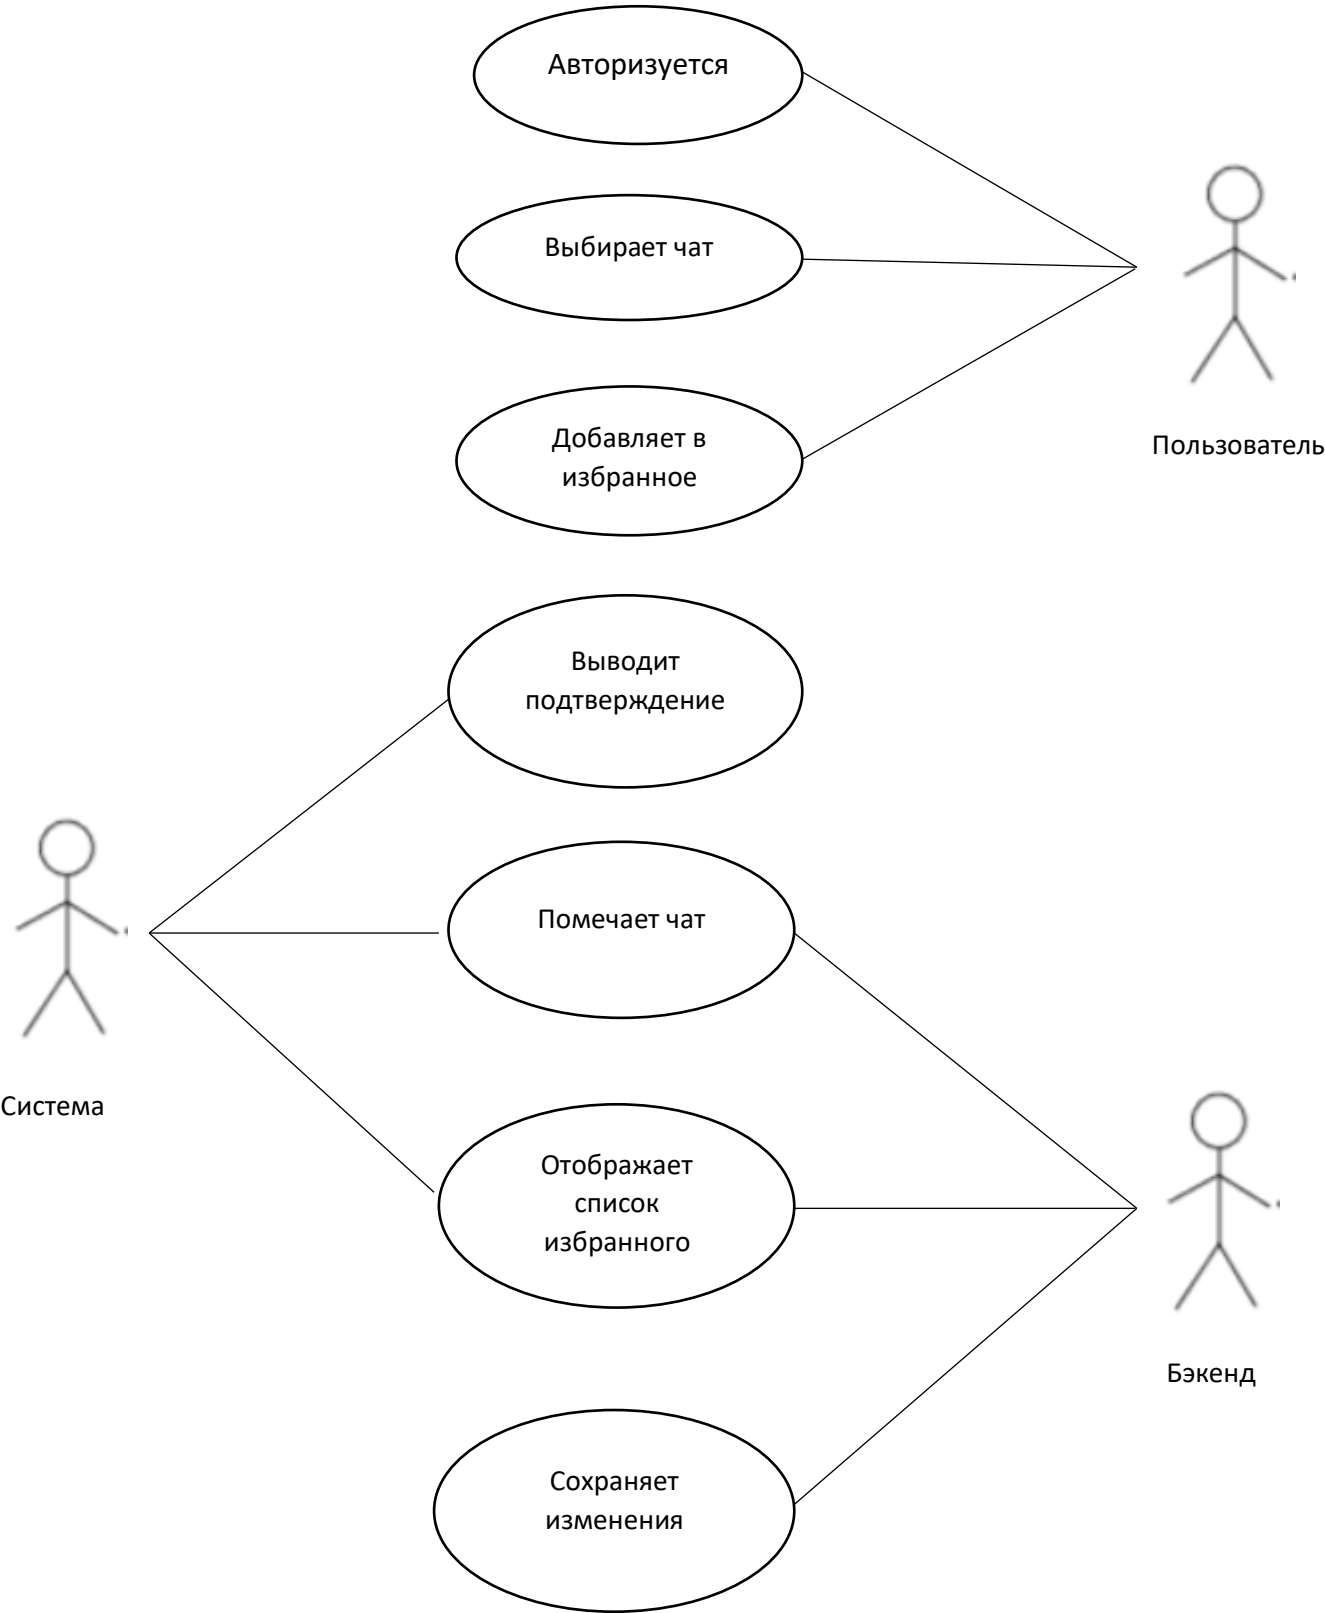 Авторизуется
Выбирает чат
Добавляет в
избранное
Пользователь
Выводит
подтверждение
Помечает чат
Система
Отображает
список
избранного
Бэкенд
Сохраняет
изменения